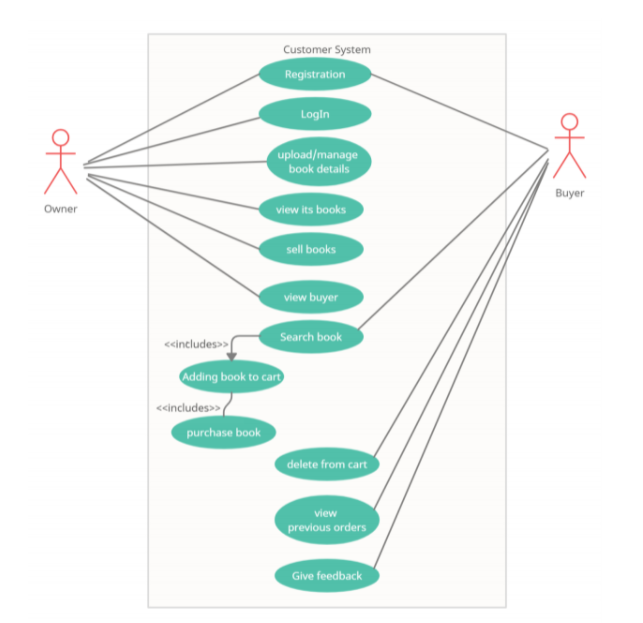 Customer System
Registration
LogIn
upload/manage
book details
view its books
Owner
Buyer
sell books
view buyer
Search book
<<includes>>
Adding book to cart
<<includes>>
purchase book
delete from cart
view
previous orders
Give feedback